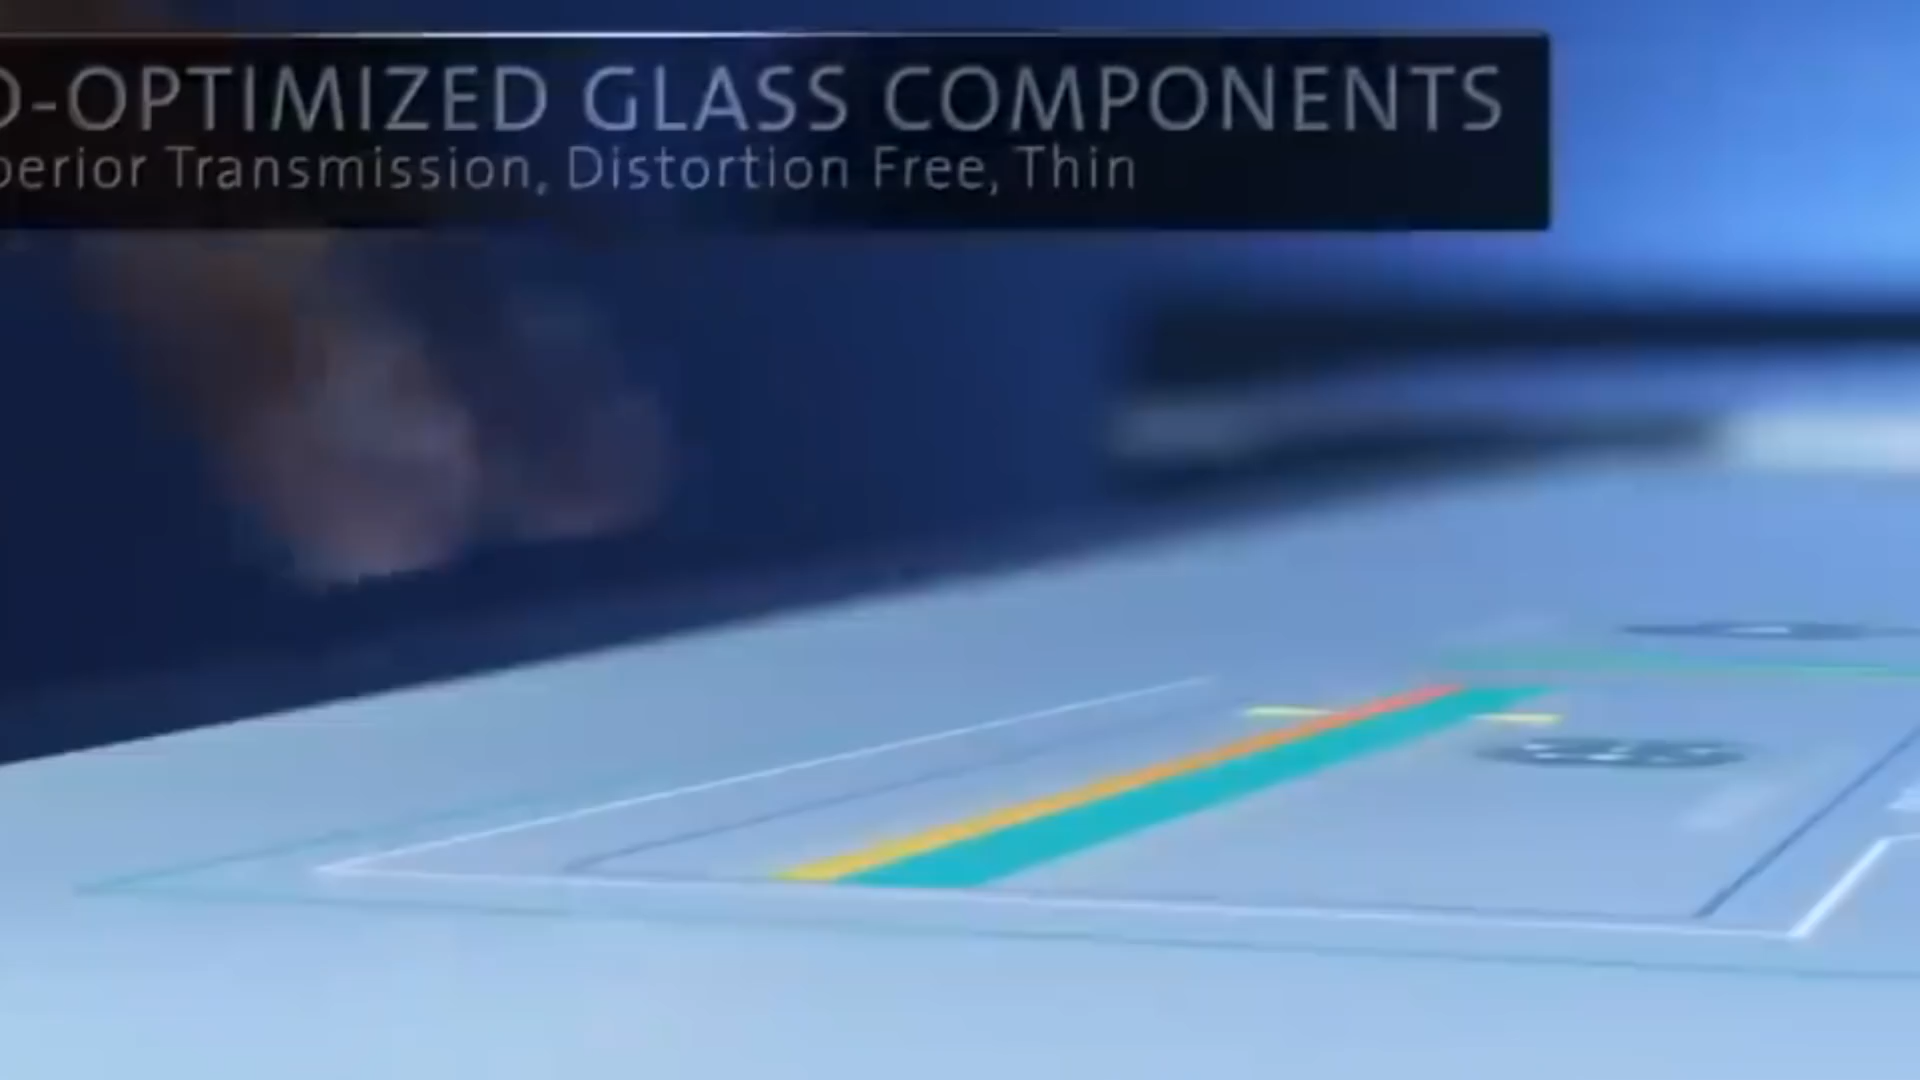 D-OPTIMIZED GLASS COMPONENTS
perior Transmission, Distortion Free, Thin